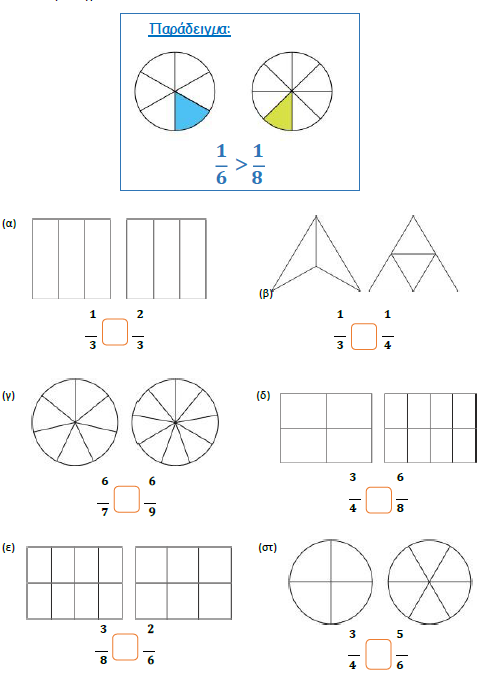 Παράδειγμα:
1/6 > 1/8
(α)
1/3 2/3
(β)
1/3 1/4
(γ)
6/7 6/9
(δ)
3/4 6/8
(ε)
3/8 2/6
(στ)
3/4 5/6